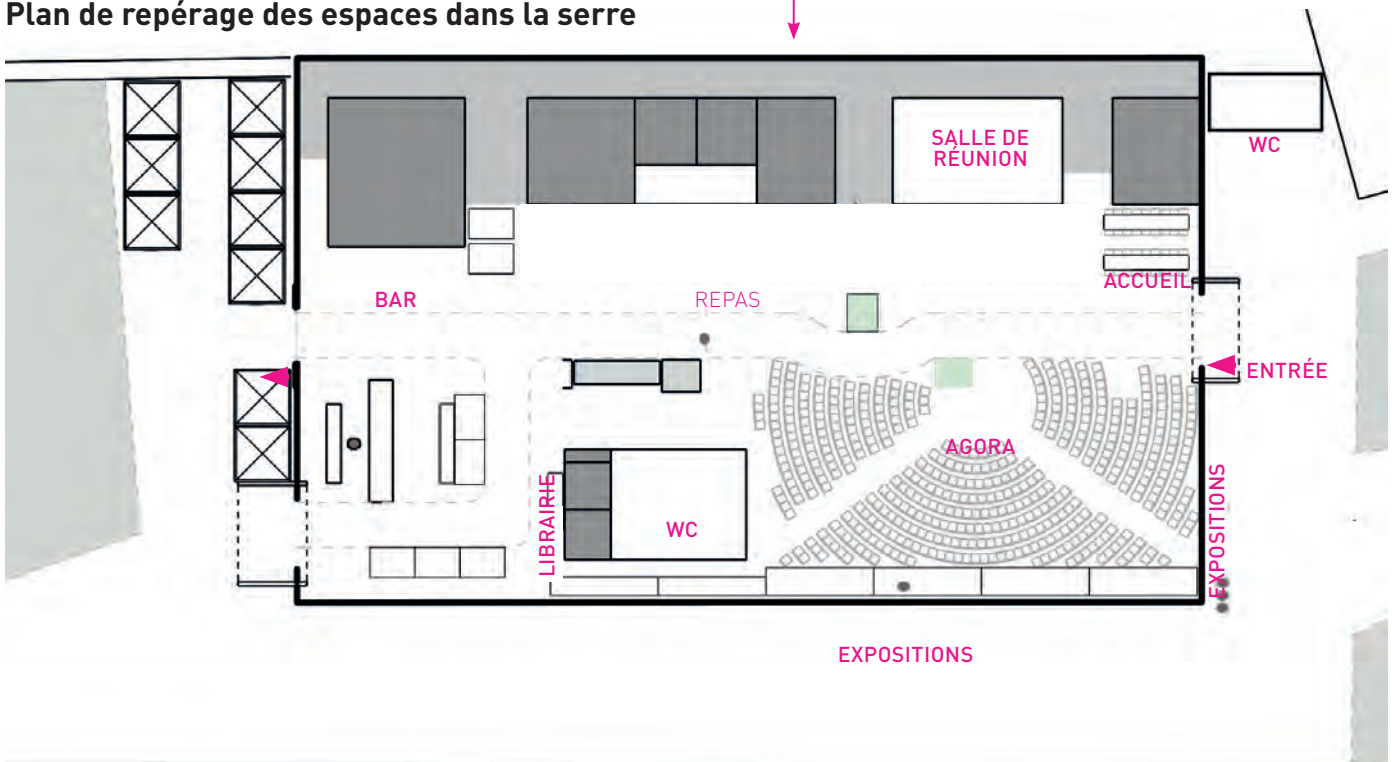 Plan de repérage des espaces dans la serre
SALLE DE
RÉUNION
WC
ACCUEIL
BAR
REPAS
ENTRÉE
AGORA
LIBRAIRIE
WC
EXPOSITIONS
EXPOSITIONS